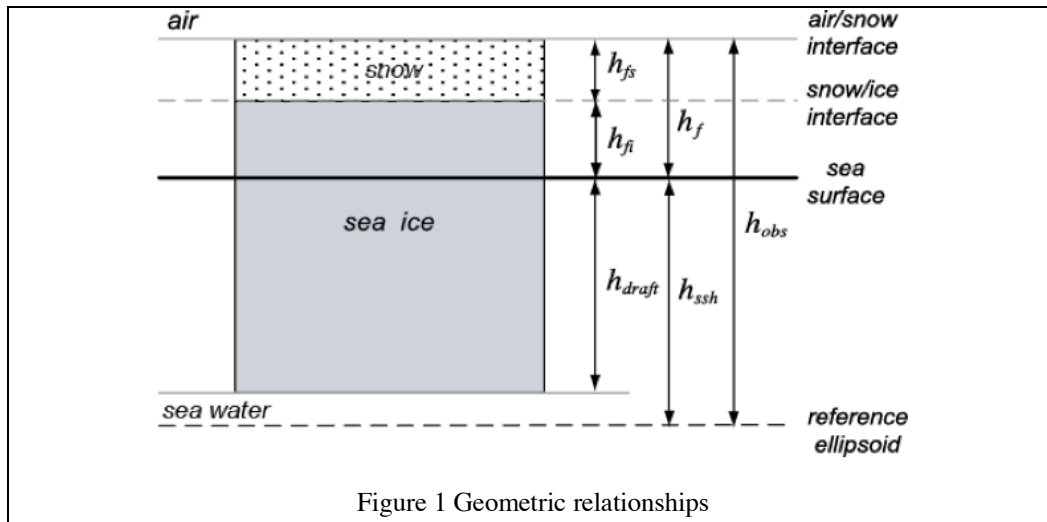 air
air/snow
interface
snow
h_fs
snow/ice
interface
h_f
h_fi
sea
surface
sea ice
h_obs
h_draft
h_ssh
sea water
reference
ellipsoid
Figure 1 Geometric relationships